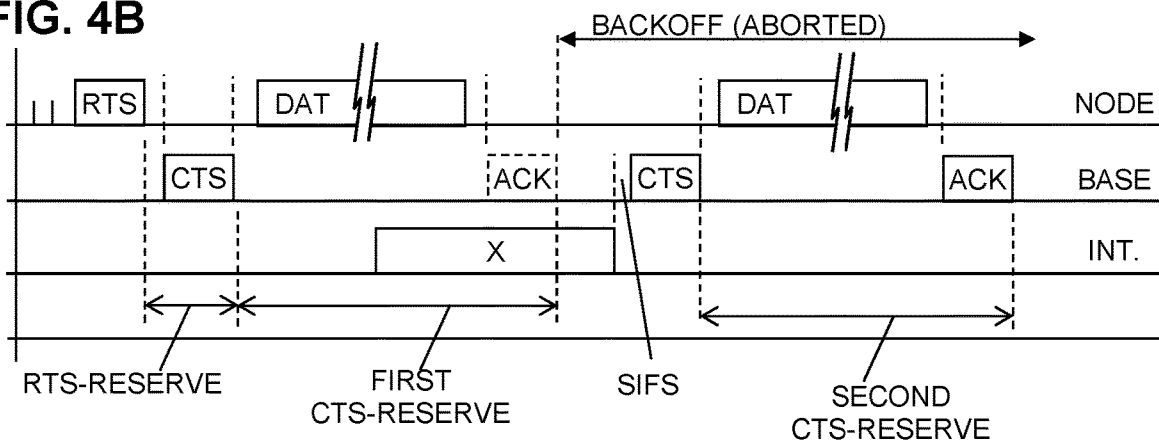 FIG. 4B
BACKOFF (ABORTED)
RTS
DAT
DAT
NODE
CTS
ACK
CTS
ACK
BASE
X
INT.
RTS-RESERVE
FIRST
CTS-RESERVE
SIFS
SECOND
CTS-RESERVE